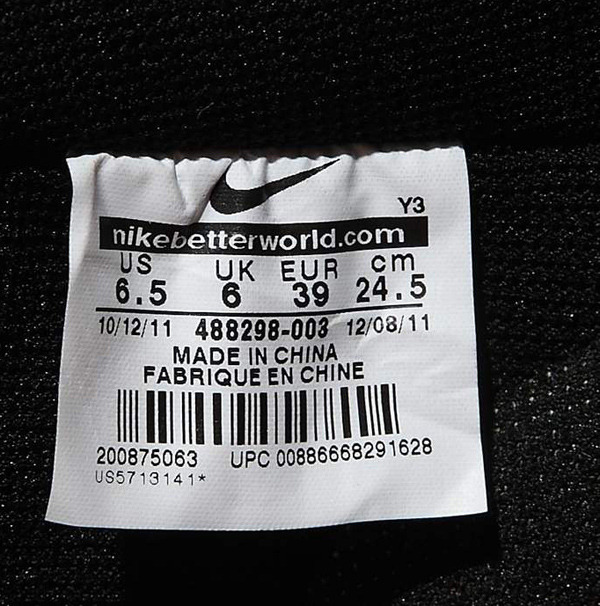 Y3
nikebetterworld.com
US UK EUR cm
6.5 6 39 24.5
10/12/11 488298-003 12/08/11
MADE IN CHINA
FABRIQUE EN CHINE
200875063 UPC 00886668291628
US5713141*